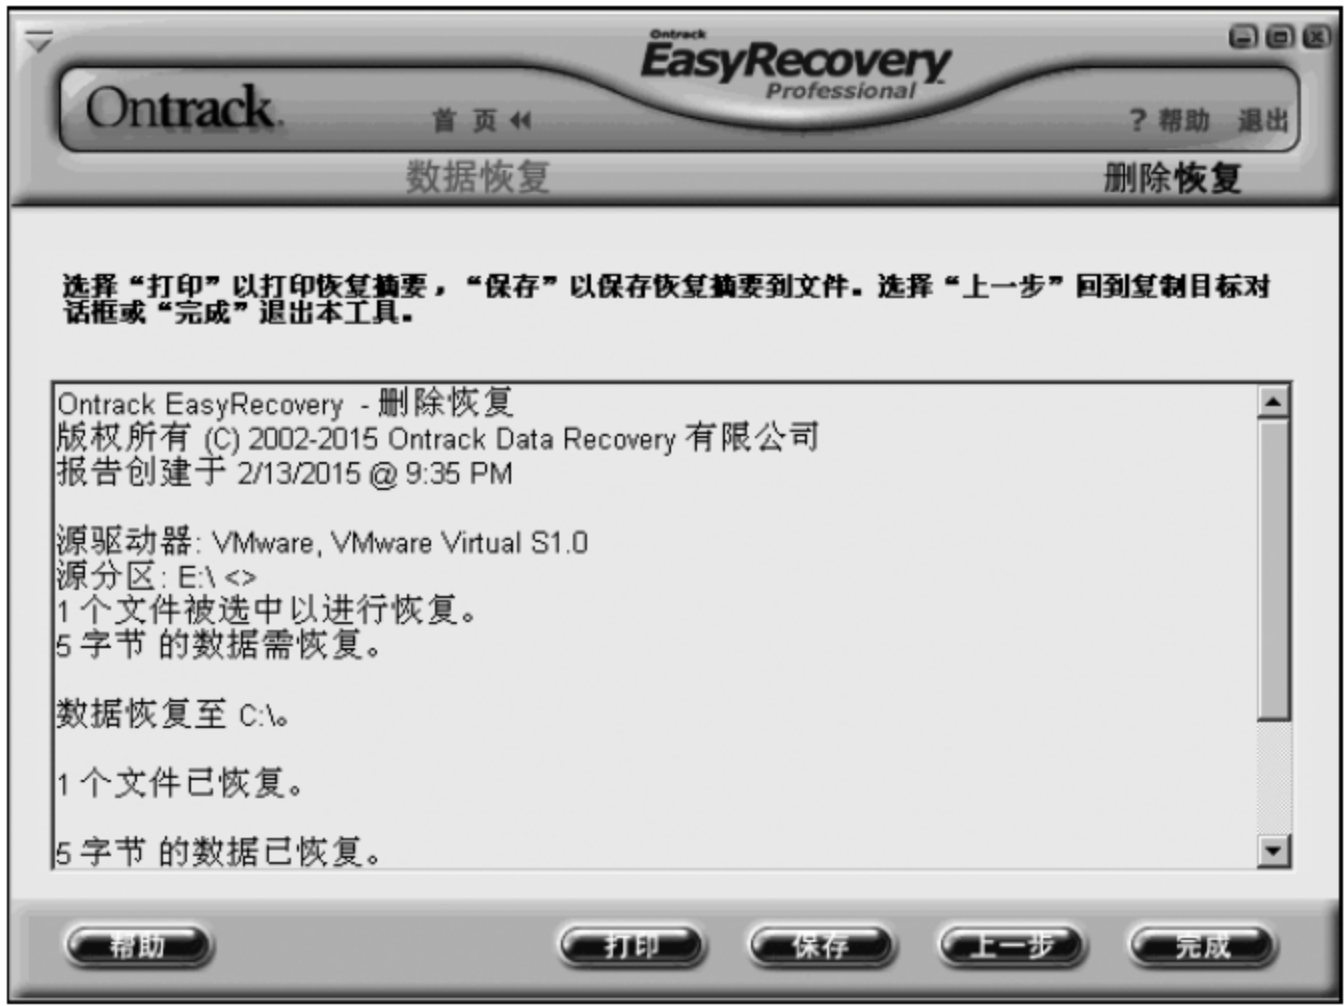 Ontrack
EasyRecovery
Professional
Ontrack.
首页
? 帮助 退出
数据恢复
删除恢复
选择“打印”以打印恢复摘要，“保存”以保存恢复摘要到文件。选择“上一步”回到复制目标对
话框或“完成”退出本工具。
Ontrack EasyRecovery - 删除恢复
版权所有 (C) 2002-2015 Ontrack Data Recovery 有限公司
报告创建于 2/13/2015 @ 9:35 PM
源驱动器: VMware, VMware Virtual S1.0
源分区: E:\ <>
1 个文件被选中以进行恢复。
5 字节 的数据需恢复。
数据恢复至 C:\。
1 个文件已恢复。
5 字节 的数据已恢复。
帮助 打印 保存 上一步 完成